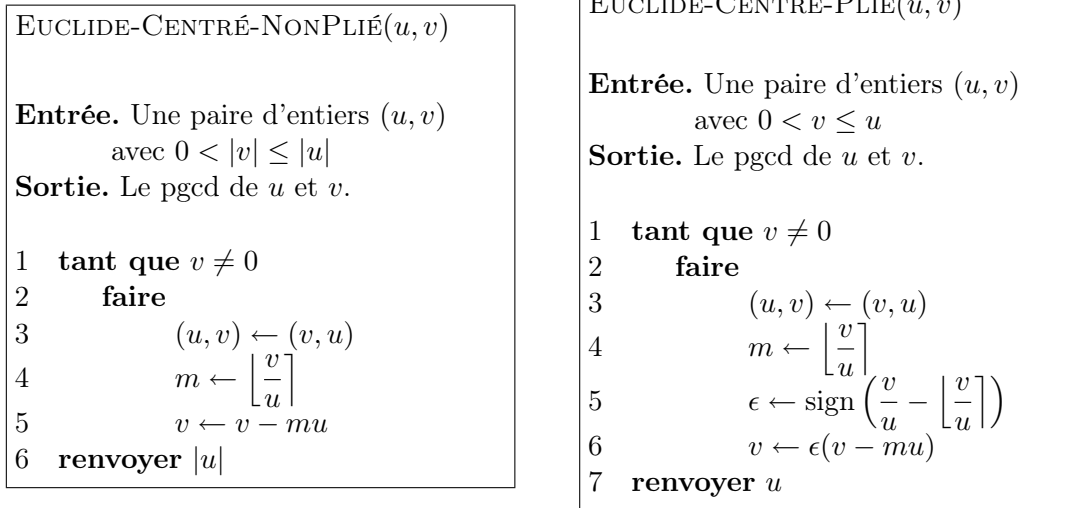 EUCLIDE-CENTRÉ-NONPLIÉ(u, v)
Entrée. Une paire d'entiers (u, v)
avec 0 < |v| ≤ |u|
Sortie. Le pgcd de u et v.
1 tant que v ≠ 0
2 faire
3 (u, v) ← (v, u)
4 m ← ⌊v/u⌉
5 v ← v − mu
6 renvoyer |u|
EUCLIDE-CENTRÉ-PLIÉ(u, v)
Entrée. Une paire d'entiers (u, v)
avec 0 < v ≤ u
Sortie. Le pgcd de u et v.
1 tant que v ≠ 0
2 faire
3 (u, v) ← (v, u)
4 m ← ⌊v/u⌉
5 ϵ ← sign (v/u − ⌊v/u⌉)
6 v ← ϵ(v − mu)
7 renvoyer u